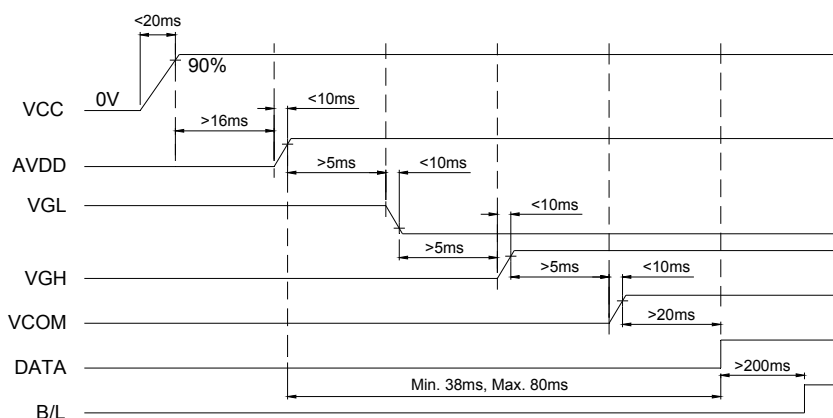 <20ms
90%
VCC 0V
>16ms <10ms
AVDD
>5ms <10ms
VGL
<10ms
>5ms
VGH
>5ms <10ms
VCOM
>20ms
DATA
>200ms
Min. 38ms, Max. 80ms
B/L